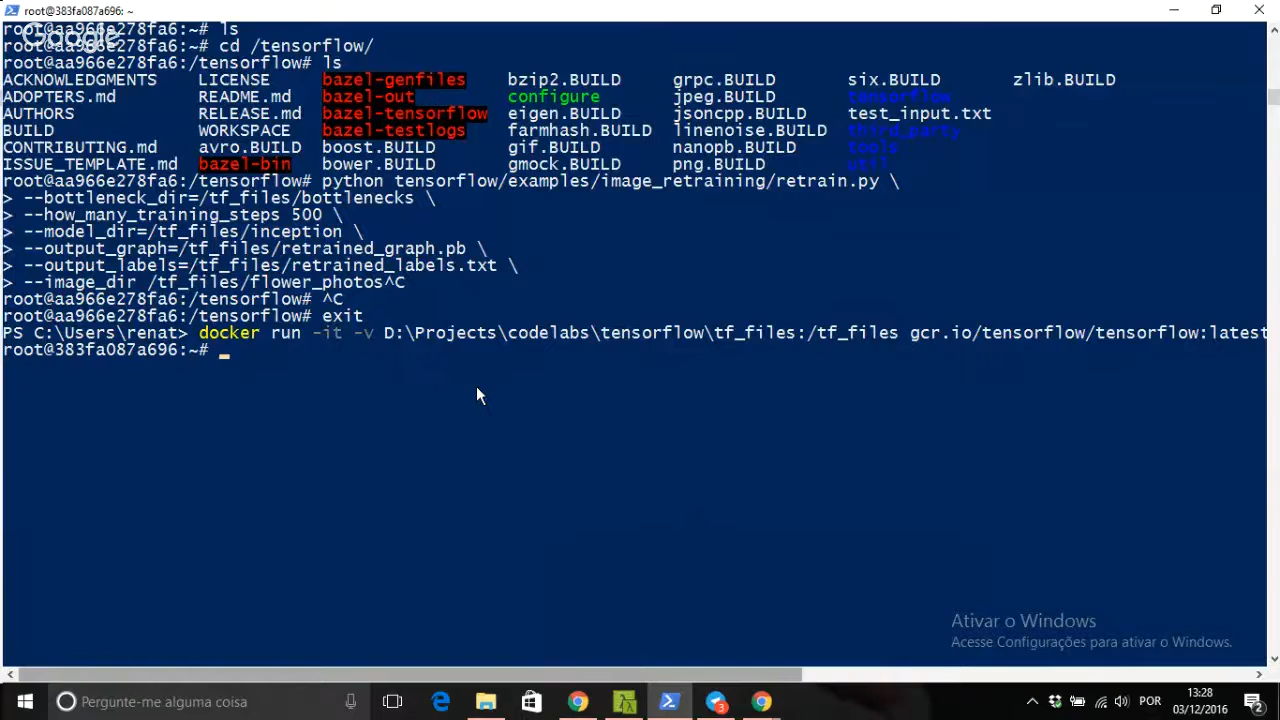 root@383fa087a696: ~
root@aa966e278fa6:~# ls
Google
root@aa966e278fa6:~# cd /tensorflow/
root@aa966e278fa6:/tensorflow# ls
ACKNOWLEDGMENTS LICENSE bazel-genfiles bzip2.BUILD grpc.BUILD six.BUILD zlib.BUILD
ADOPTERS.md README.md bazel-out configure jpeg.BUILD tensorflow
AUTHORS RELEASE.md bazel-tensorflow eigen.BUILD jsoncpp.BUILD test_input.txt
BUILD WORKSPACE bazel-testlogs farmhash.BUILD linenoise.BUILD third_party
CONTRIBUTING.md avro.BUILD boost.BUILD gif.BUILD nanopb.BUILD tools
ISSUE_TEMPLATE.md bazel-bin bower.BUILD gmock.BUILD png.BUILD util
root@aa966e278fa6:/tensorflow# python tensorflow/examples/image_retraining/retrain.py \
> --bottleneck_dir=/tf_files/bottlenecks \
> --how_many_training_steps 500 \
> --model_dir=/tf_files/inception \
> --output_graph=/tf_files/retrained_graph.pb \
> --output_labels=/tf_files/retrained_labels.txt \
> --image_dir /tf_files/flower_photos^C
root@aa966e278fa6:/tensorflow# ^C
root@aa966e278fa6:/tensorflow# exit
PS C:\Users\renat> docker run -it -v D:\Projects\codelabs\tensorflow\tf_files:/tf_files gcr.io/tensorflow/tensorflow:latest
root@383fa087a696:~#
Ativar o Windows
Acesse Configurações para ativar o Windows.
Pergunte-me alguma coisa
3
POR
13:28
03/12/2016
2